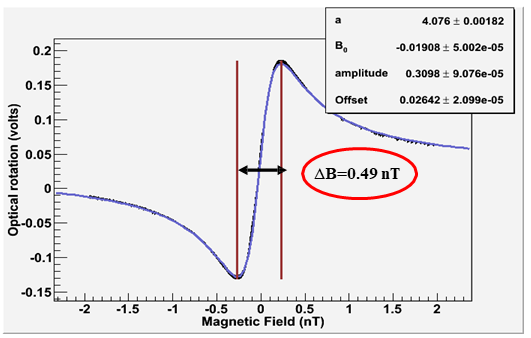 a 4.076 ± 0.00182
B0 -0.01908 ± 5.002e-05
amplitude 0.3098 ± 9.076e-05
Offset 0.02642 ± 2.099e-05
Optical rotation (volts)
0.2
0.15
0.1
0.05
0
-0.05
-0.1
-0.15
ΔB=0.49 nT
-2 -1.5 -1 -0.5 0 0.5 1 1.5 2
Magnetic Field (nT)